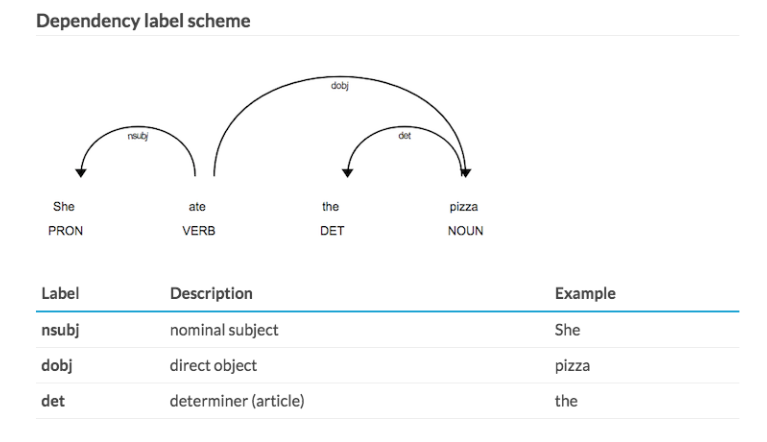 Dependency label scheme
dobj
nsubj det
She ate the pizza
PRON VERB DET NOUN
Label Description Example
nsubj nominal subject She
dobj direct object pizza
det determiner (article) the